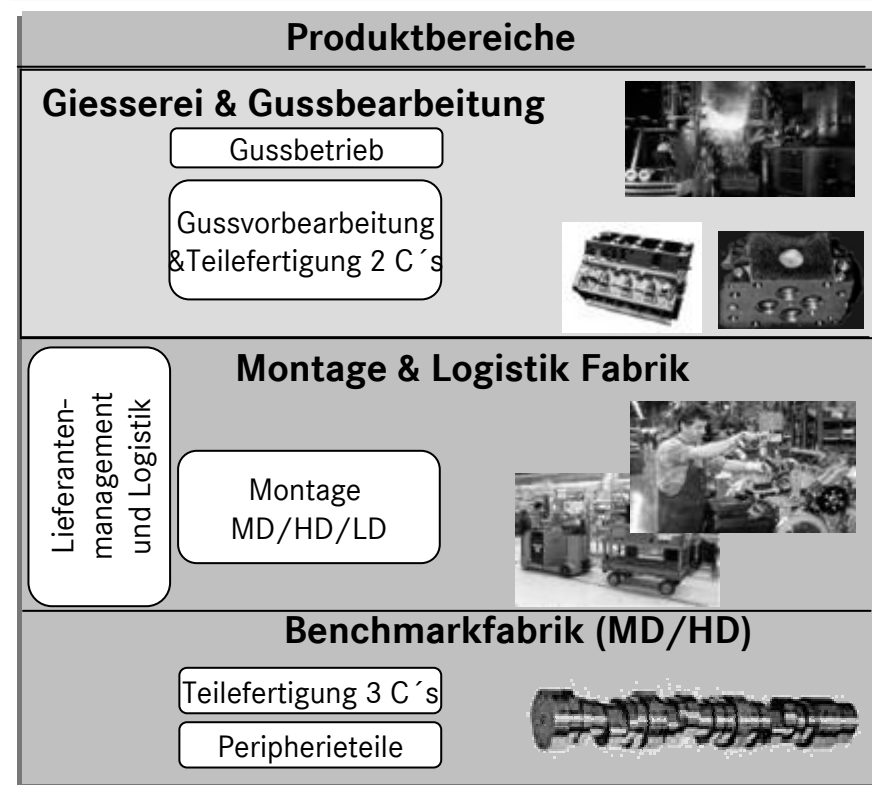 Produktbereiche
Giesserei & Gussbearbeitung
Gussbetrieb
Gussvorbearbeitung
&Teilefertigung 2 C´s
Montage & Logistik Fabrik
Lieferanten-
management
und Logistik
Montage
MD/HD/LD
Benchmarkfabrik (MD/HD)
Teilefertigung 3 C´s
Peripherieteile